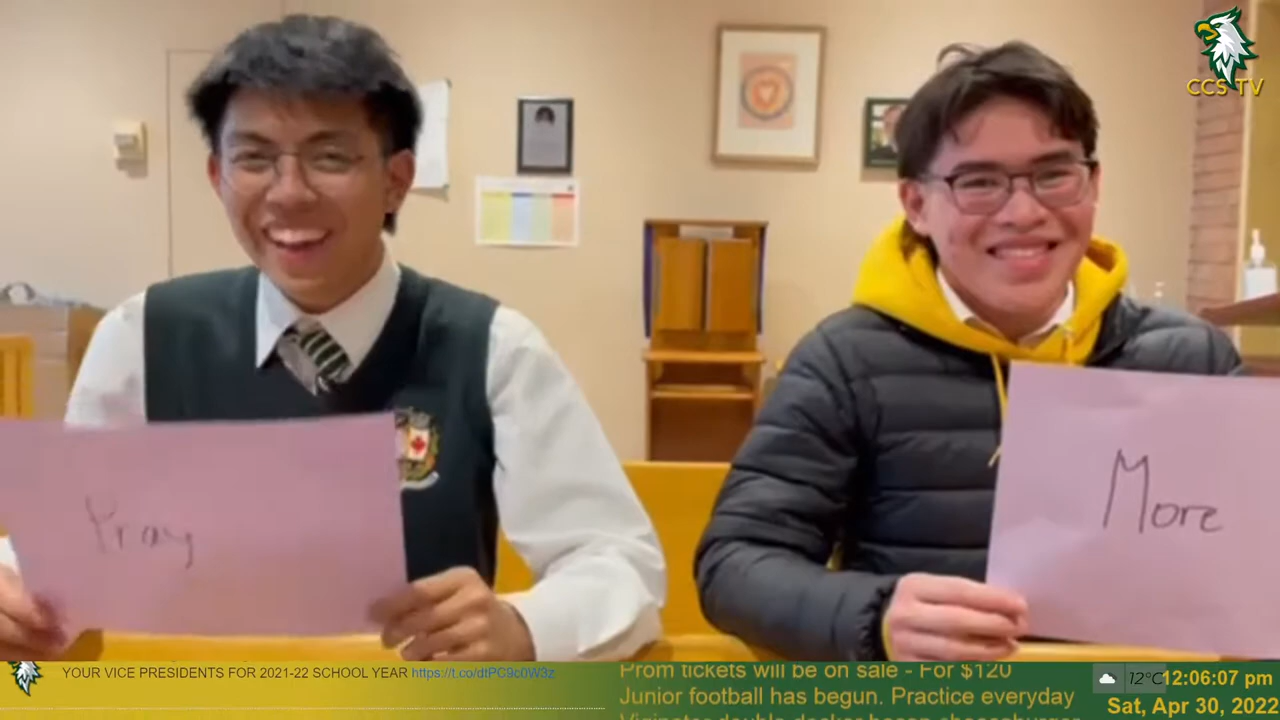 CCS TV
Pray
More
YOUR VICE PRESIDENTS FOR 2021-22 SCHOOL YEAR https://t.co/dtPC9c0W3z
Prom tickets will be on sale - For $120
Junior football has begun. Practice everyday
12°C
12:06:07 pm
Sat, Apr 30, 2022